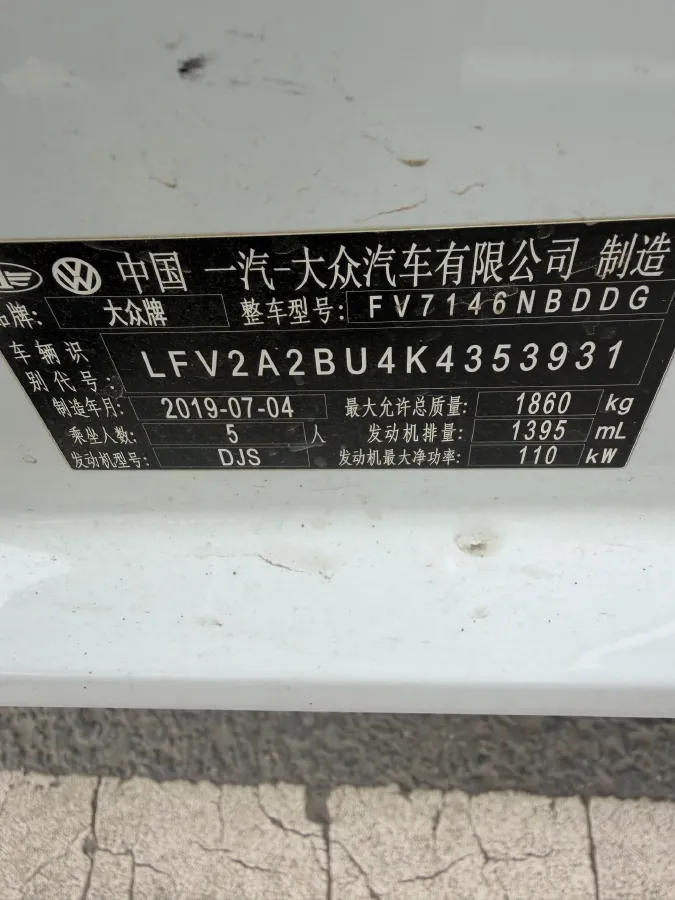 中国 一汽-大众汽车有限公司 制造
品牌: 大众牌 整车型号: FV7146NBDDG
车辆识别代号: LFV2A2BU4K4353931
制造年月: 2019-07-04 最大允许总质量: 1860 kg
乘坐人数: 5 人 发动机排量: 1395 mL
发动机型号: DJS 发动机最大净功率: 110 kW